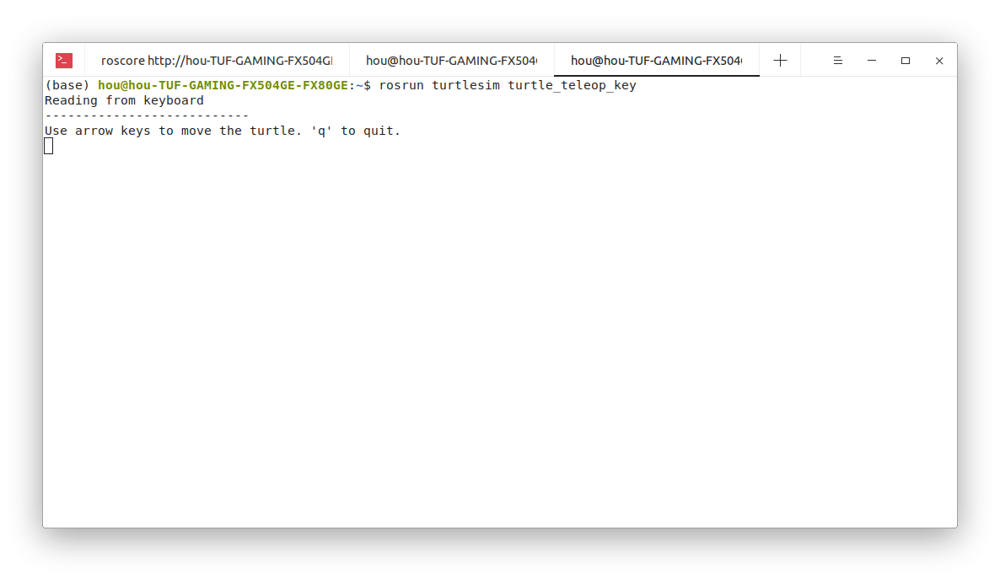 roscore http://hou-TUF-GAMING-FX504GI
hou@hou-TUF-GAMING-FX504
hou@hou-TUF-GAMING-FX504
(base) hou@hou-TUF-GAMING-FX504GE-FX80GE:~$ rosrun turtlesim turtle_teleop_key
Reading from keyboard
---------------------------
Use arrow keys to move the turtle. 'q' to quit.